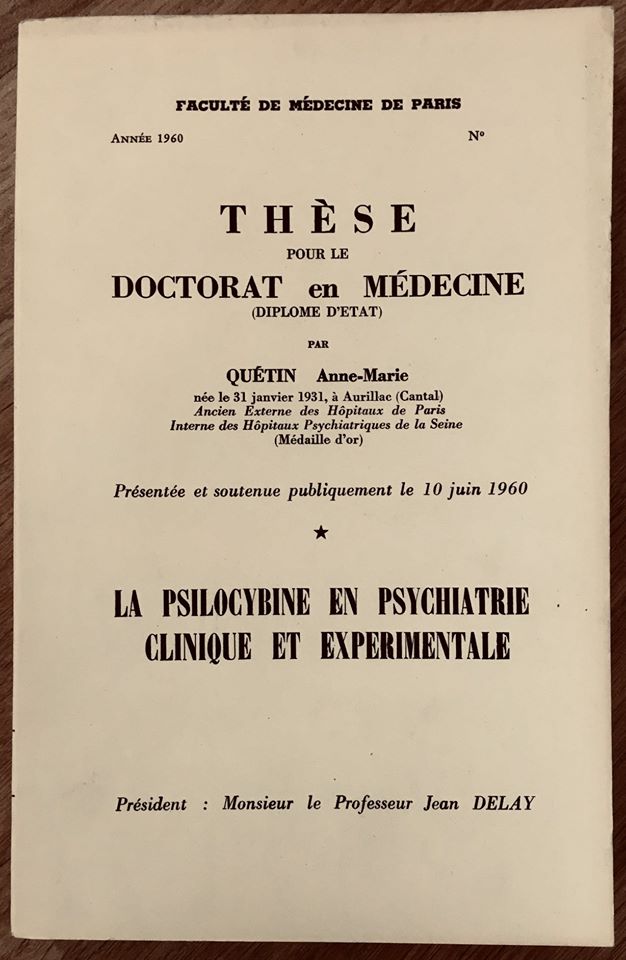 FACULTÉ DE MÉDECINE DE PARIS
ANNÉE 1960 Nº
THÈSE
POUR LE
DOCTORAT en MÉDECINE
(DIPLOME D'ETAT)
PAR
QUÉTIN Anne-Marie
née le 31 janvier 1931, à Aurillac (Cantal)
Ancien Externe des Hôpitaux de Paris
Interne des Hôpitaux Psychiatriques de la Seine
(Médaille d'or)
Présentée et soutenue publiquement le 10 juin 1960
★
LA PSILOCYBINE EN PSYCHIATRIE
CLINIQUE ET EXPERIMENTALE
Président : Monsieur le Professeur Jean DELAY